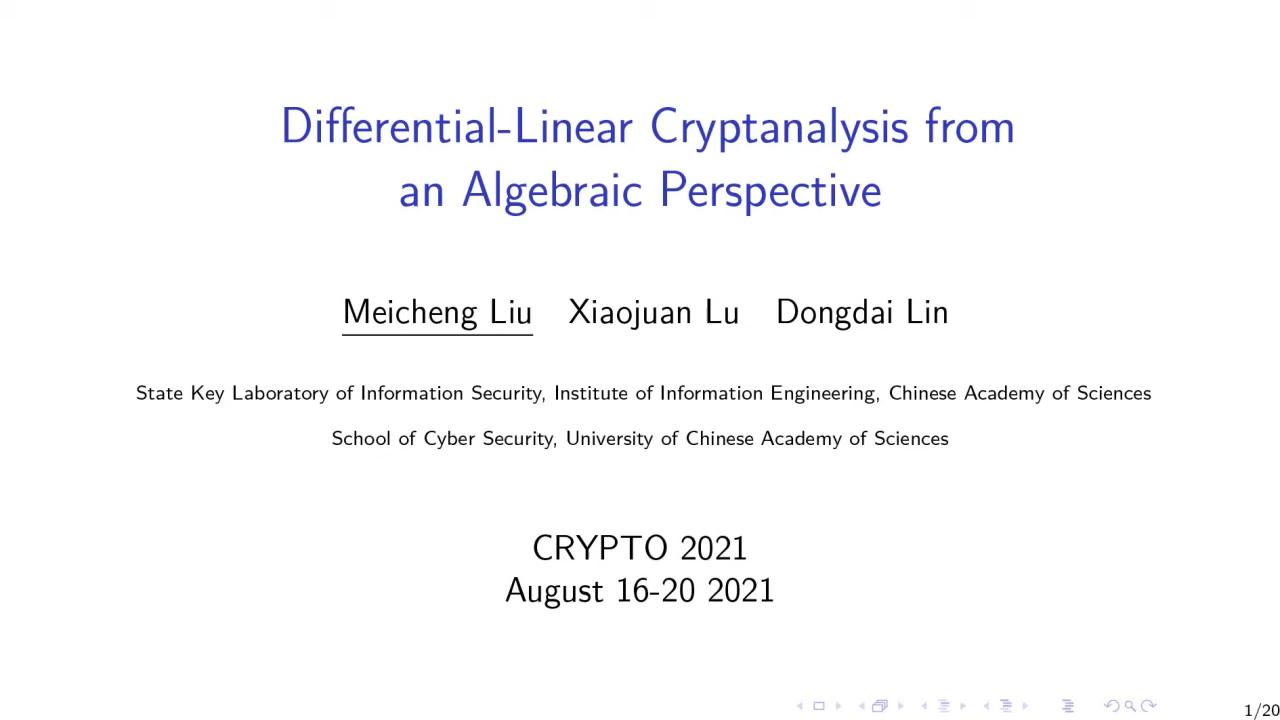 Differential-Linear Cryptanalysis from
an Algebraic Perspective
Meicheng Liu Xiaojuan Lu Dongdai Lin
State Key Laboratory of Information Security, Institute of Information Engineering, Chinese Academy of Sciences
School of Cyber Security, University of Chinese Academy of Sciences
CRYPTO 2021
August 16-20 2021
1/20